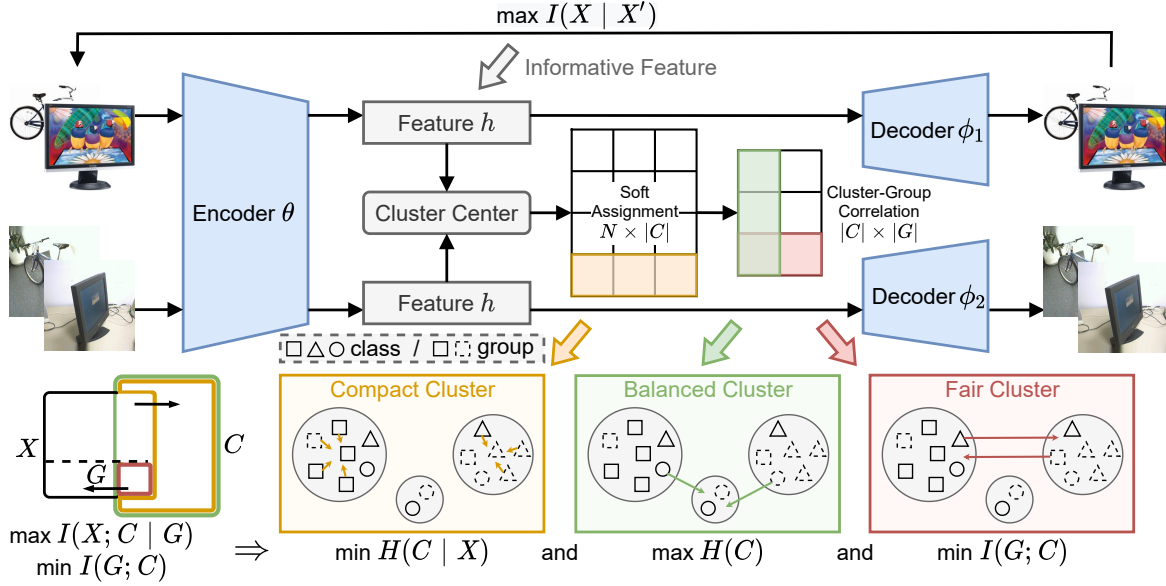 max I(X | X′)
Informative Feature
Feature h
Decoder ϕ₁
Encoder θ
Cluster Center
Soft
Assignment
N × |C|
Cluster-Group
Correlation
|C| × |G|
Feature h
Decoder ϕ₂
class / group
Compact Cluster
Balanced Cluster
Fair Cluster
X
G
C
max I(X; C | G)
min I(G; C)
⇒
min H(C | X)
and
max H(C)
and
min I(G; C)